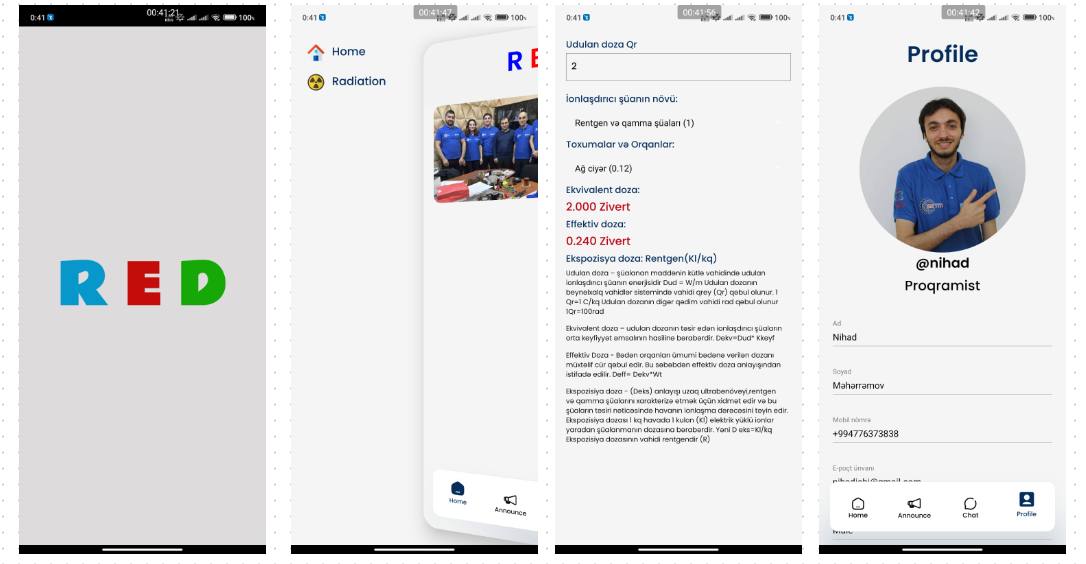 0:41
00:41:21
100
RED
0:41
00:41:47
100
Home
Radiation
R E
Home
Announce
0:41
00:41:56
100
Udulan doza Qr
2
İonlaşdırıcı şüanın növü:
Rentgen və qamma şüaları (1)
Toxumalar və Orqanlar:
Ağ ciyər (0.12)
Ekvivalent doza:
2.000 Zivert
Effektiv doza:
0.240 Zivert
Ekspozisya doza: Rentgen(Kl/kq)
Udulan doza – şüalanan maddənin kütlə vahidində udulan
ionlaşdırıcı şüanın enerjisidir Dud = W/m Udulan dozanın
beynəlxalq vahidlər sistemində vahidi qrey (Qr) qəbul olunur. 1
Qr=1 C/kq Udulan dozanın digər qədim vahidi rad qəbul olunur
1Qr=100rad
Ekvivalent doza – udulan dozanın təsir edən ionlaşdırıcı şüaların
orta keyfiyyət əmsalının hasilinə bərabərdir. Dekv=Dud* Kkeyf
Effektiv Doza - Bədən orqanları ümumi bədənə verilən dozanı
müxtəlif cür qəbul edir. Bu səbəbdən effektiv doza anlayışından
istifadə edilir. Deff= Dekv*Wt
Ekspozisiya doza - (Deks) anlayışı uzaq ultrabənövəyi,rentgen
və qamma şüalarını xarakterizə etmək üçün xidmət edir və bu
şüaların təsiri nəticəsində havanın ionlaşma dərəcəsini təyin edir.
Ekspozisiya dozası 1 kq havada 1 kulon (Kl) elektrik yüklü ionlar
yaradan şüalanmanın dozasına bərabərdir. Yəni D eks=Kl/kq
Ekspozisiya dozasının vahidi rentgendir (R)
0:41
00:41:42
100
Profile
@nihad
Proqramist
Ad
Nihad
Soyad
Məhərrəmov
Mobil nömrə
+994776373838
E-poçt ünvanı
Home
Announce
Chat
Profile